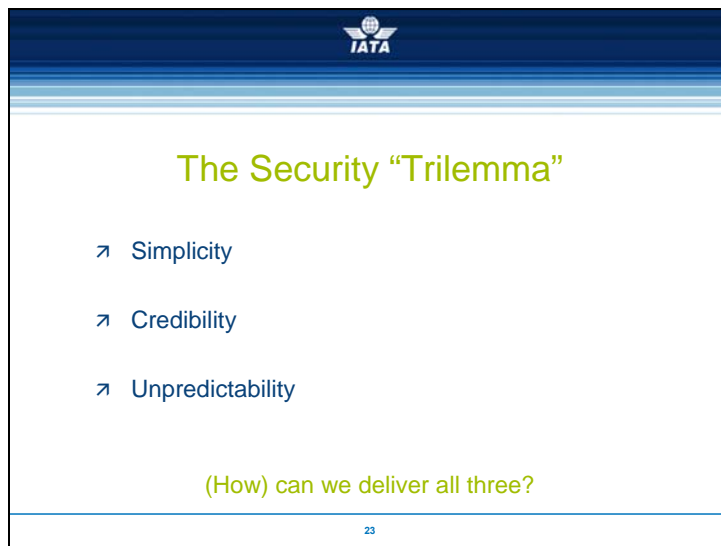 IATA
The Security “Trilemma”
Simplicity
Credibility
Unpredictability
(How) can we deliver all three?
23